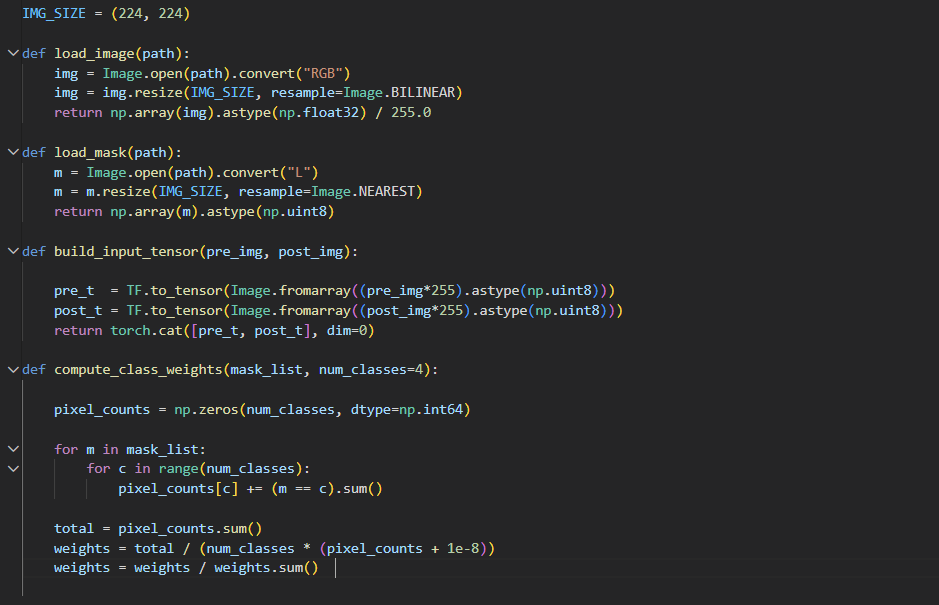 IMG_SIZE = (224, 224)
def load_image(path):
    img = Image.open(path).convert("RGB")
    img = img.resize(IMG_SIZE, resample=Image.BILINEAR)
    return np.array(img).astype(np.float32) / 255.0
def load_mask(path):
    m = Image.open(path).convert("L")
    m = m.resize(IMG_SIZE, resample=Image.NEAREST)
    return np.array(m).astype(np.uint8)
def build_input_tensor(pre_img, post_img):
    pre_t  = TF.to_tensor(Image.fromarray((pre_img*255).astype(np.uint8)))
    post_t = TF.to_tensor(Image.fromarray((post_img*255).astype(np.uint8)))
    return torch.cat([pre_t, post_t], dim=0)
def compute_class_weights(mask_list, num_classes=4):
    pixel_counts = np.zeros(num_classes, dtype=np.int64)
    for m in mask_list:
        for c in range(num_classes):
            pixel_counts[c] += (m == c).sum()
    total = pixel_counts.sum()
    weights = total / (num_classes * (pixel_counts + 1e-8))
    weights = weights / weights.sum()